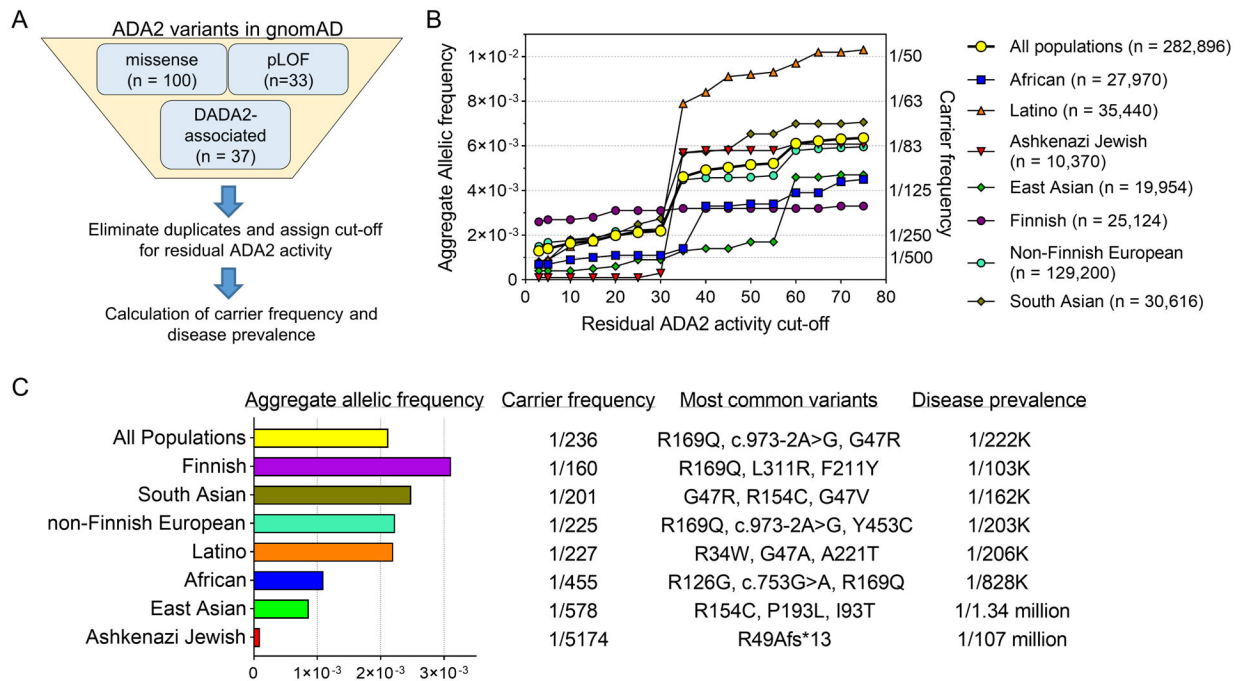 A
ADA2 variants in gnomAD
missense
(n = 100)
pLOF
(n=33)
DADA2-
associated
(n = 37)
Eliminate duplicates and assign cut-off
for residual ADA2 activity
Calculation of carrier frequency and
disease prevalence
B
Aggregate Allelic frequency
1×10⁻²
8×10⁻³
6×10⁻³
4×10⁻³
2×10⁻³
0
0 10 20 30 40 50 60 70 80
Residual ADA2 activity cut-off
1/50
1/63
1/83
1/125
1/250
1/500
Carrier frequency
All populations (n = 282,896)
African (n = 27,970)
Latino (n = 35,440)
Ashkenazi Jewish
(n = 10,370)
East Asian (n = 19,954)
Finnish (n = 25,124)
Non-Finnish European
(n = 129,200)
South Asian (n = 30,616)
C
Aggregate allelic frequency Carrier frequency Most common variants Disease prevalence
All Populations 1/236 R169Q, c.973-2A>G, G47R 1/222K
Finnish 1/160 R169Q, L311R, F211Y 1/103K
South Asian 1/201 G47R, R154C, G47V 1/162K
non-Finnish European 1/225 R169Q, c.973-2A>G, Y453C 1/203K
Latino 1/227 R34W, G47A, A221T 1/206K
African 1/455 R126G, c.753G>A, R169Q 1/828K
East Asian 1/578 R154C, P193L, I93T 1/1.34 million
Ashkenazi Jewish 1/5174 R49Afs*13 1/107 million
0 1×10⁻³ 2×10⁻³ 3×10⁻³